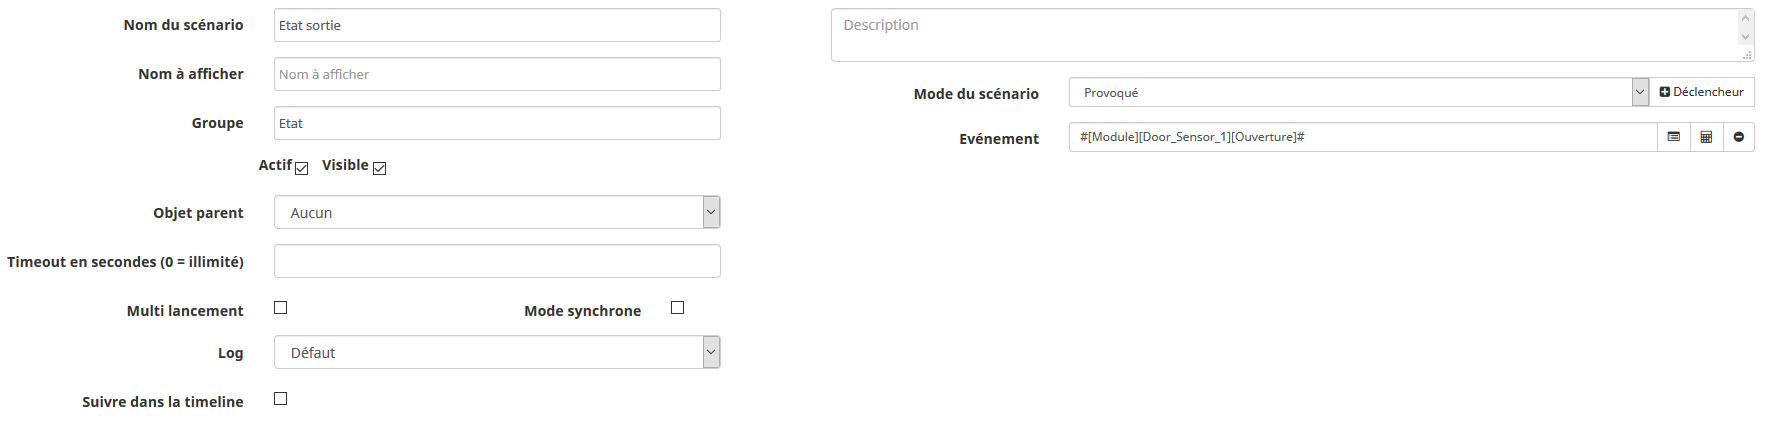 Nom du scénario Etat sortie
Nom à afficher Nom à afficher
Groupe Etat
Actif Visible
Objet parent Aucun
Timeout en secondes (0 = illimité)
Multi lancement Mode synchrone
Log Défaut
Suivre dans la timeline
Description
Mode du scénario Provoqué Déclencheur
Evénement #[Module][Door_Sensor_1][Ouverture]#